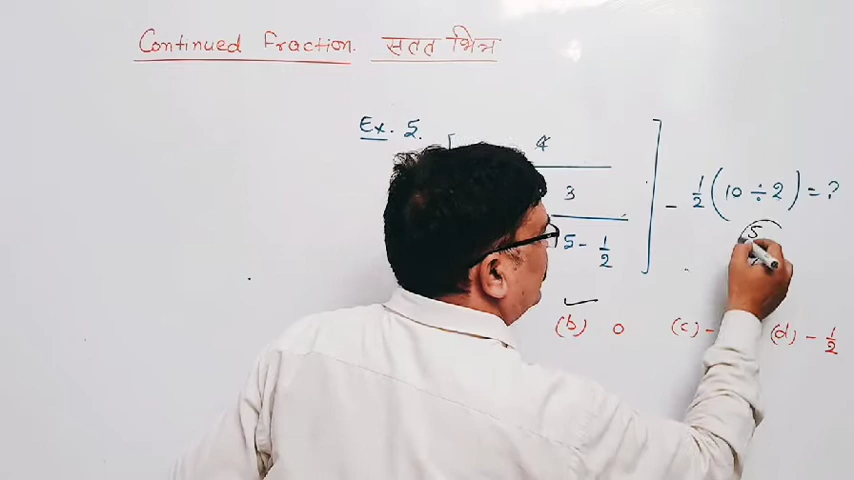 Continued Fraction. सतत भिन्न
Ex. 5.
4
3
5 - 1/2
] - 1/2 (10 ÷ 2) = ?
5
(b) 0 (c) - (d) - 1/2